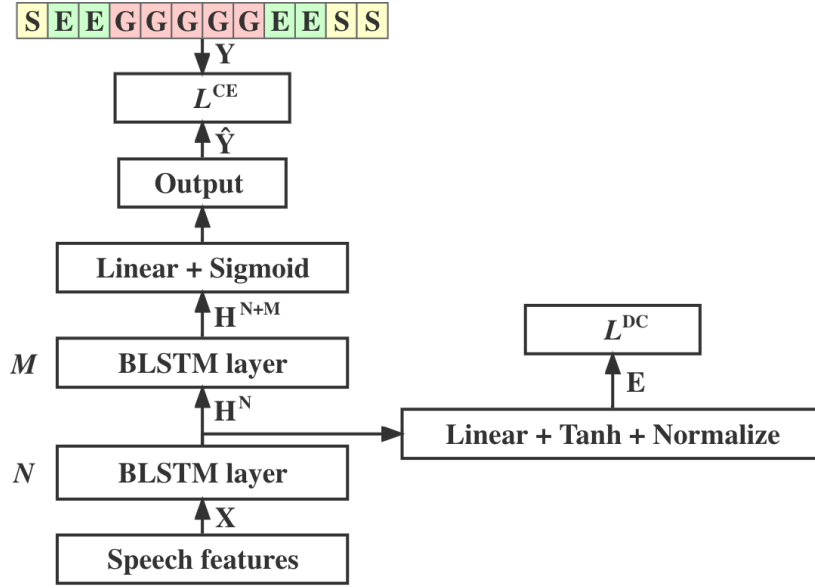 S E E G G G G G E E S S
Y
L^CE
Ŷ
Output
Linear + Sigmoid
H^N+M
L^DC
M BLSTM layer
E
H^N
Linear + Tanh + Normalize
N BLSTM layer
X
Speech features